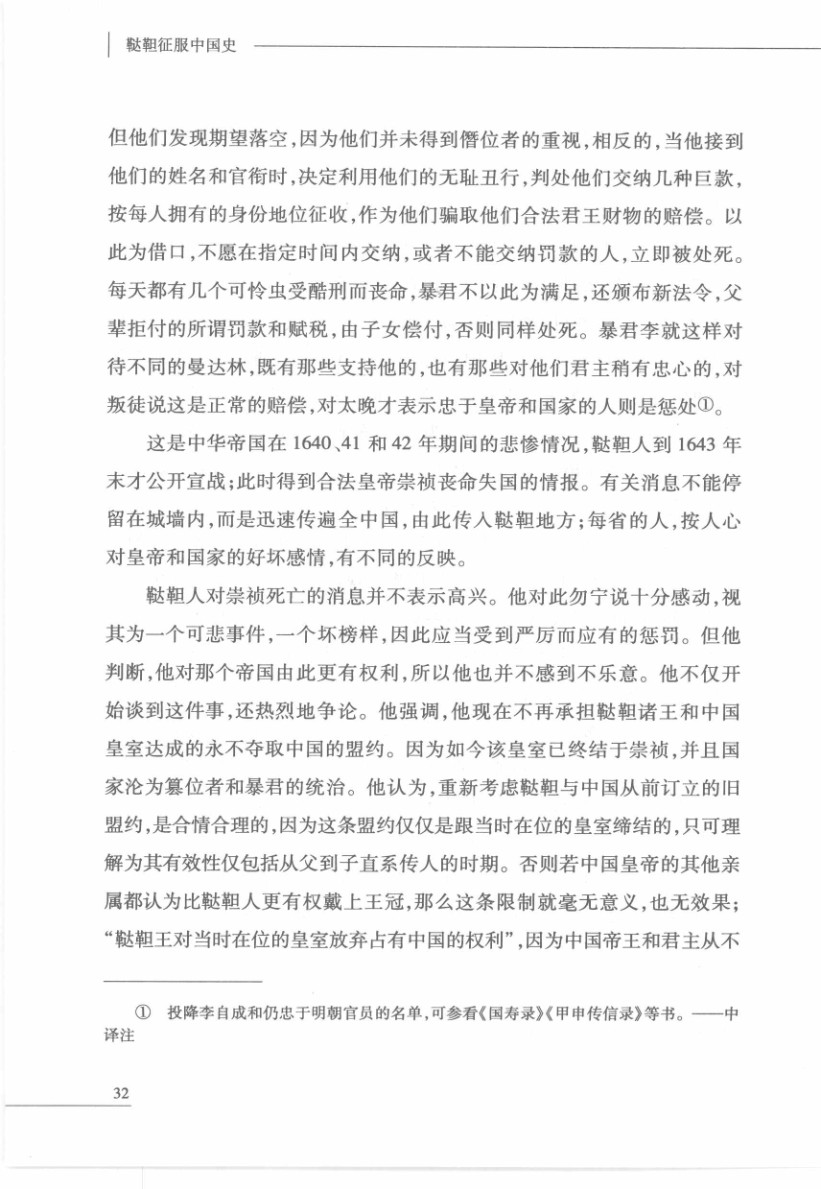 鞑靼征服中国史
但他们发现期望落空,因为他们并未得到僭位者的重视,相反的,当他接到
他们的姓名和官衔时,决定利用他们的无耻丑行,判处他们交纳几种巨款,
按每人拥有的身份地位征收,作为他们骗取他们合法君王财物的赔偿。以
此为借口,不愿在指定时间内交纳,或者不能交纳罚款的人,立即被处死。
每天都有几个可怜虫受酷刑而丧命,暴君不以此为满足,还颁布新法令,父
辈拒付的所谓罚款和赋税,由子女偿付,否则同样处死。暴君李就这样对
待不同的曼达林,既有那些支持他的,也有那些对他们君主稍有忠心的,对
叛徒说这是正常的赔偿,对太晚才表示忠于皇帝和国家的人则是惩处①。
这是中华帝国在1640、41和42年期间的悲惨情况,鞑靼人到1643年
末才公开宣战;此时得到合法皇帝崇祯丧命失国的情报。有关消息不能停
留在城墙内,而是迅速传遍全中国,由此传入鞑靼地方;每省的人,按人心
对皇帝和国家的好坏感情,有不同的反映。
鞑靼人对崇祯死亡的消息并不表示高兴。他对此勿宁说十分感动,视
其为一个可悲事件,一个坏榜样,因此应当受到严厉而应有的惩罚。但他
判断,他对那个帝国由此更有权利,所以他也并不感到不乐意。他不仅开
始谈到这件事,还热烈地争论。他强调,他现在不再承担鞑靼诸王和中国
皇室达成的永不夺取中国的盟约。因为如今该皇室已终结于崇祯,并且国
家沦为篡位者和暴君的统治。他认为,重新考虑鞑靼与中国从前订立的旧
盟约,是合情合理的,因为这条盟约仅仅是跟当时在位的皇室缔结的,只可理
解为其有效性仅包括从父到子直系传人的时期。否则若中国皇帝的其他亲
属都认为比鞑靼人更有权戴上王冠,那么这条限制就毫无意义,也无效果;
“鞑靼王对当时在位的皇室放弃占有中国的权利”,因为中国帝王和君主从不
① 投降李自成和仍忠于明朝官员的名单,可参看《国寿录》《甲申传信录》等书。——中
译注
32